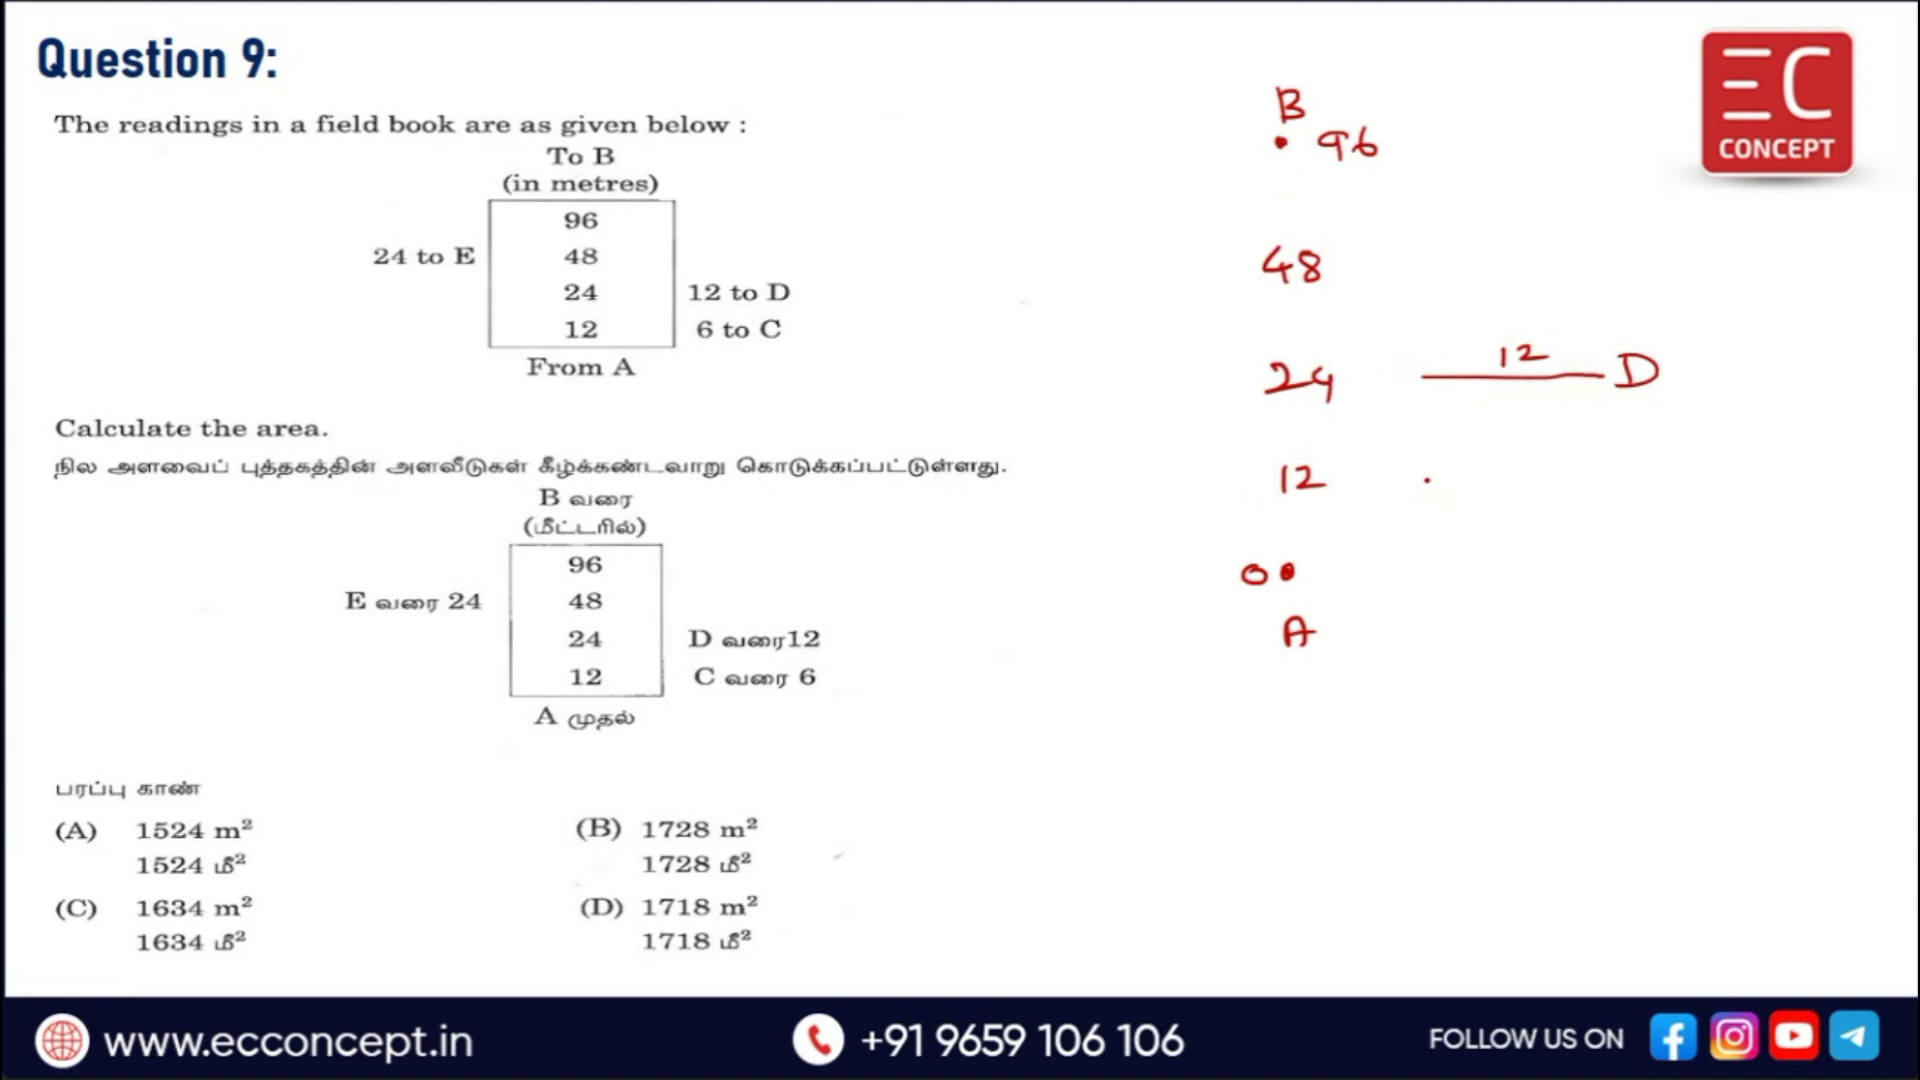 Question 9:
The readings in a field book are as given below :
To B
(in metres)
96
24 to E 48
24 12 to D
12 6 to C
From A
Calculate the area.
நில அளவைப் புத்தகத்தின் அளவீடுகள் கீழ்க்கண்டவாறு கொடுக்கப்பட்டுள்ளது.
B வரை
(மீட்டரில்)
96
E வரை 24 48
24 D வரை12
12 C வரை 6
A முதல்
பரப்பு காண்
(A) 1524 m²
1524 மீ²
(B) 1728 m²
1728 மீ²
(C) 1634 m²
1634 மீ²
(D) 1718 m²
1718 மீ²
B
96
48
24 12 D
12
0
A
EC
CONCEPT
www.ecconcept.in
+91 9659 106 106
FOLLOW US ON